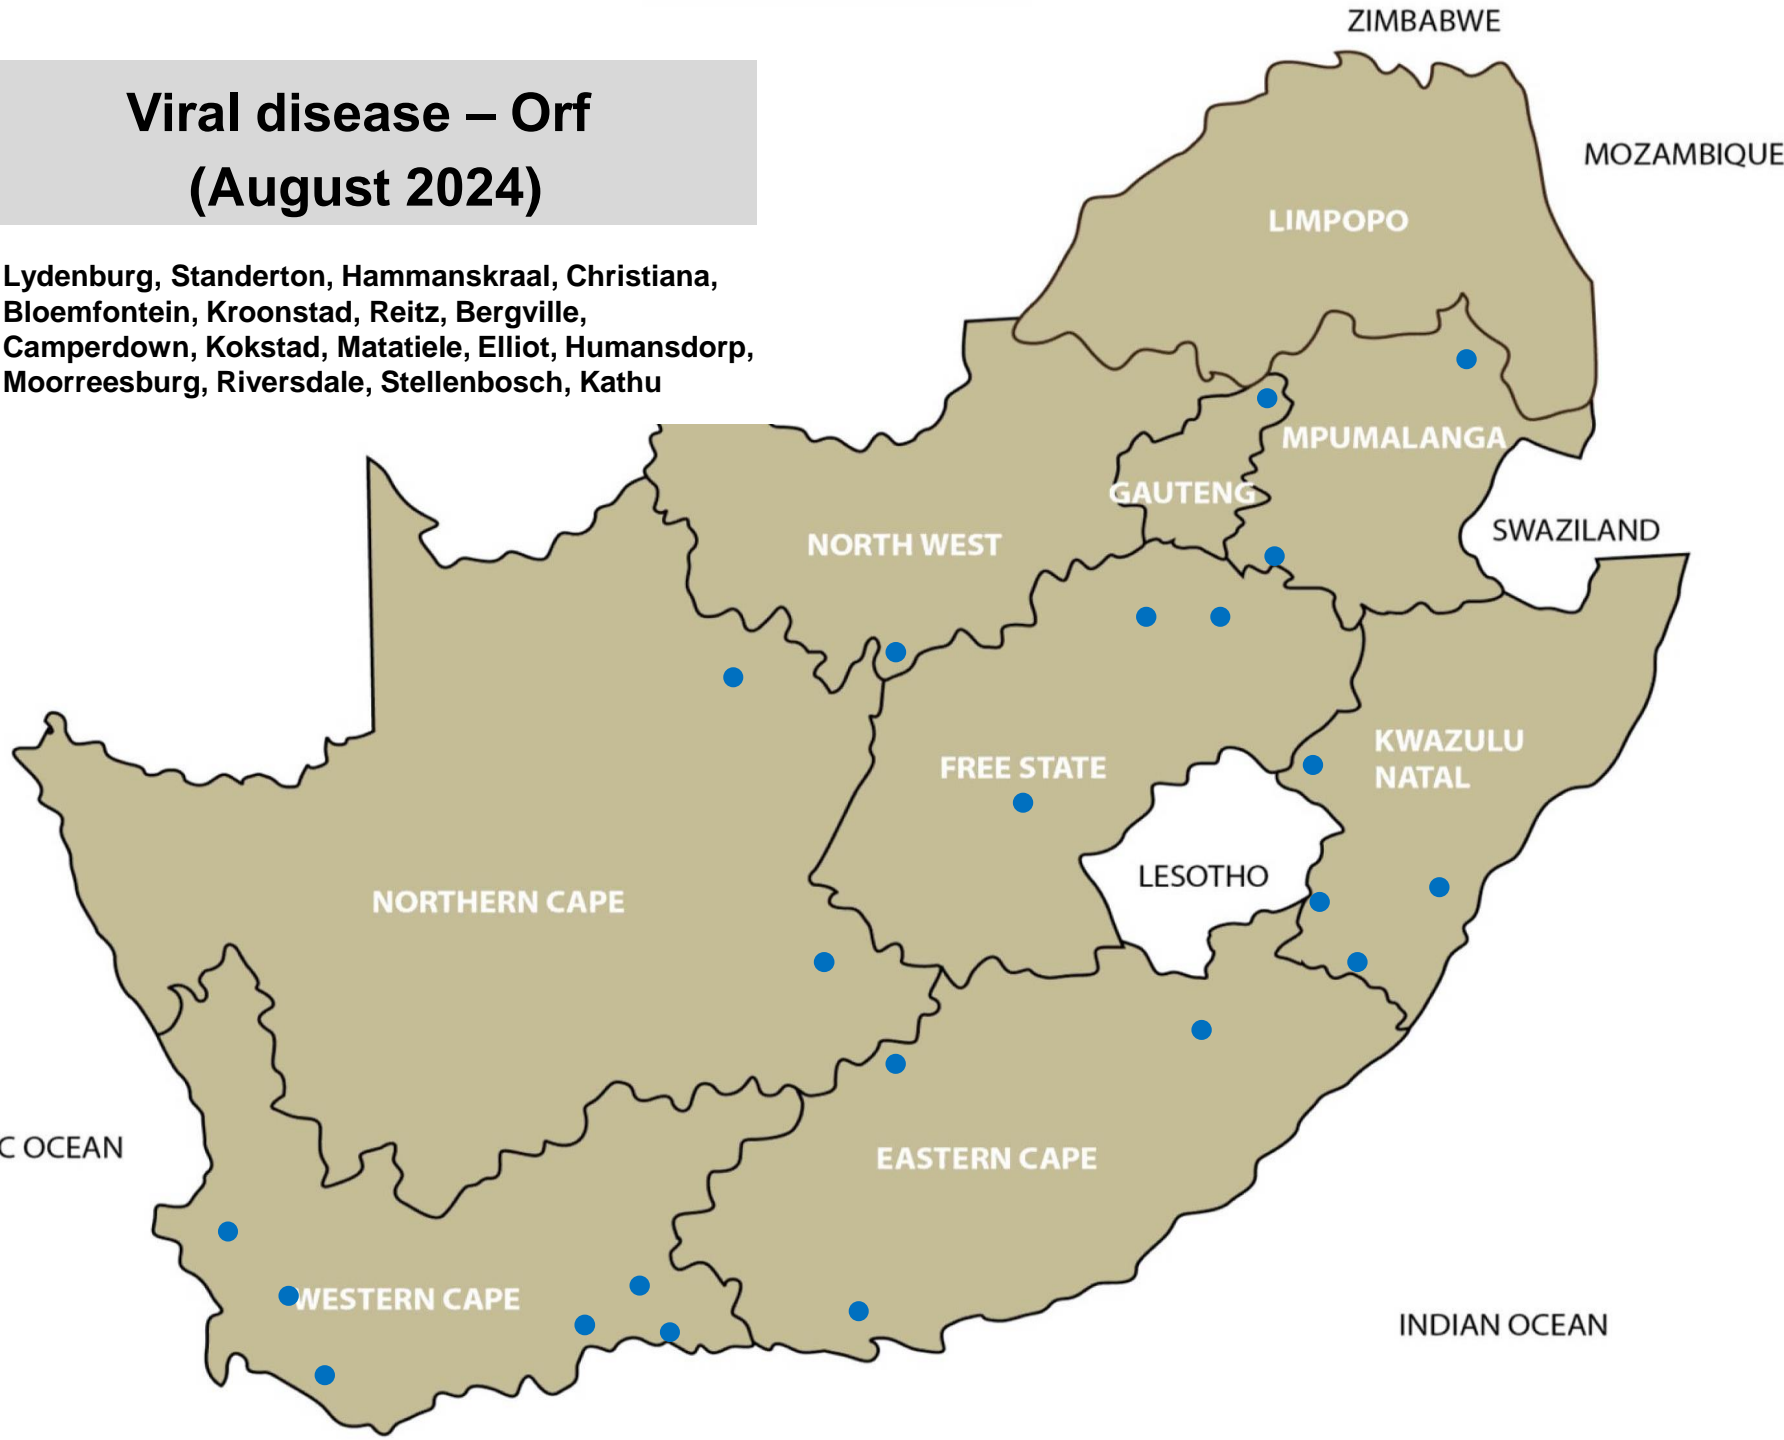 ZIMBABWE
Viral disease – Orf
(August 2024)
MOZAMBIQUE
LIMPOPO
Lydenburg, Standerton, Hammanskraal, Christiana,
Bloemfontein, Kroonstad, Reitz, Bergville,
Camperdown, Kokstad, Matatiele, Elliot, Humansdorp,
Moorreesburg, Riversdale, Stellenbosch, Kathu
MPUMALANGA
GAUTENG
SWAZILAND
NORTH WEST
KWAZULU
NATAL
FREE STATE
LESOTHO
NORTHERN CAPE
C OCEAN
EASTERN CAPE
WESTERN CAPE
INDIAN OCEAN